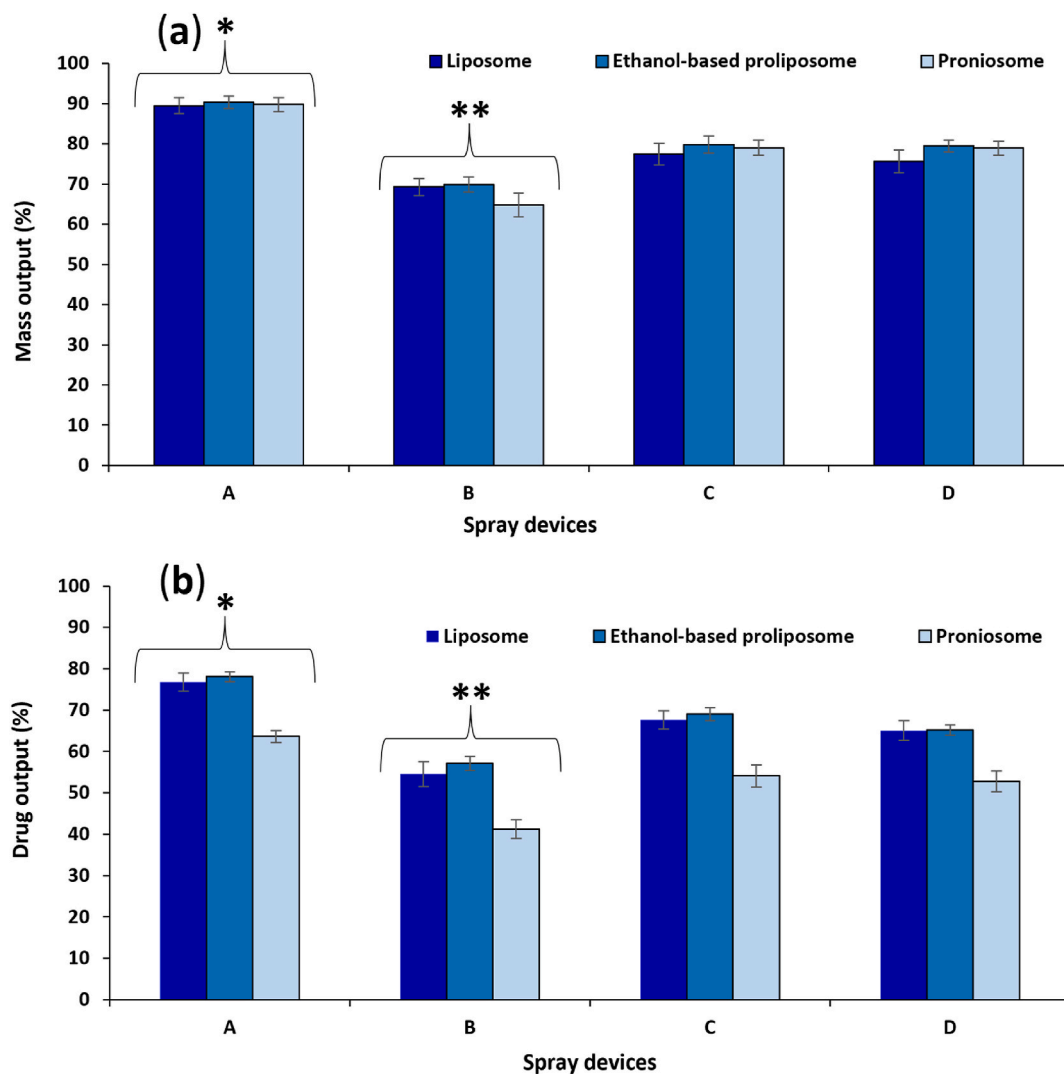 (a)
*
Liposome Ethanol-based proliposome Proniosome
**
100
90
80
70
60
50
40
30
20
10
0
Mass output (%)
A B C D
Spray devices
(b)
*
Liposome Ethanol-based proliposome Proniosome
**
100
90
80
70
60
50
40
30
20
10
0
Drug output (%)
A B C D
Spray devices